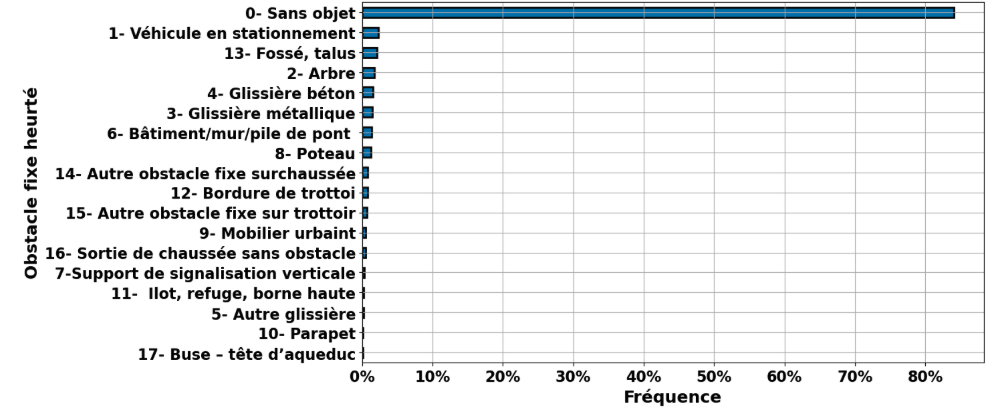 0- Sans objet
1- Véhicule en stationnement
13- Fossé, talus
2- Arbre
4- Glissière béton
3- Glissière métallique
6- Bâtiment/mur/pile de pont
8- Poteau
14- Autre obstacle fixe surchaussée
12- Bordure de trottoi
15- Autre obstacle fixe sur trottoir
9- Mobilier urbaint
16- Sortie de chaussée sans obstacle
7-Support de signalisation verticale
11-  Ilot, refuge, borne haute
5- Autre glissière
10- Parapet
17- Buse – tête d’aqueduc
Obstacle fixe heurté
0% 10% 20% 30% 40% 50% 60% 70% 80%
Fréquence